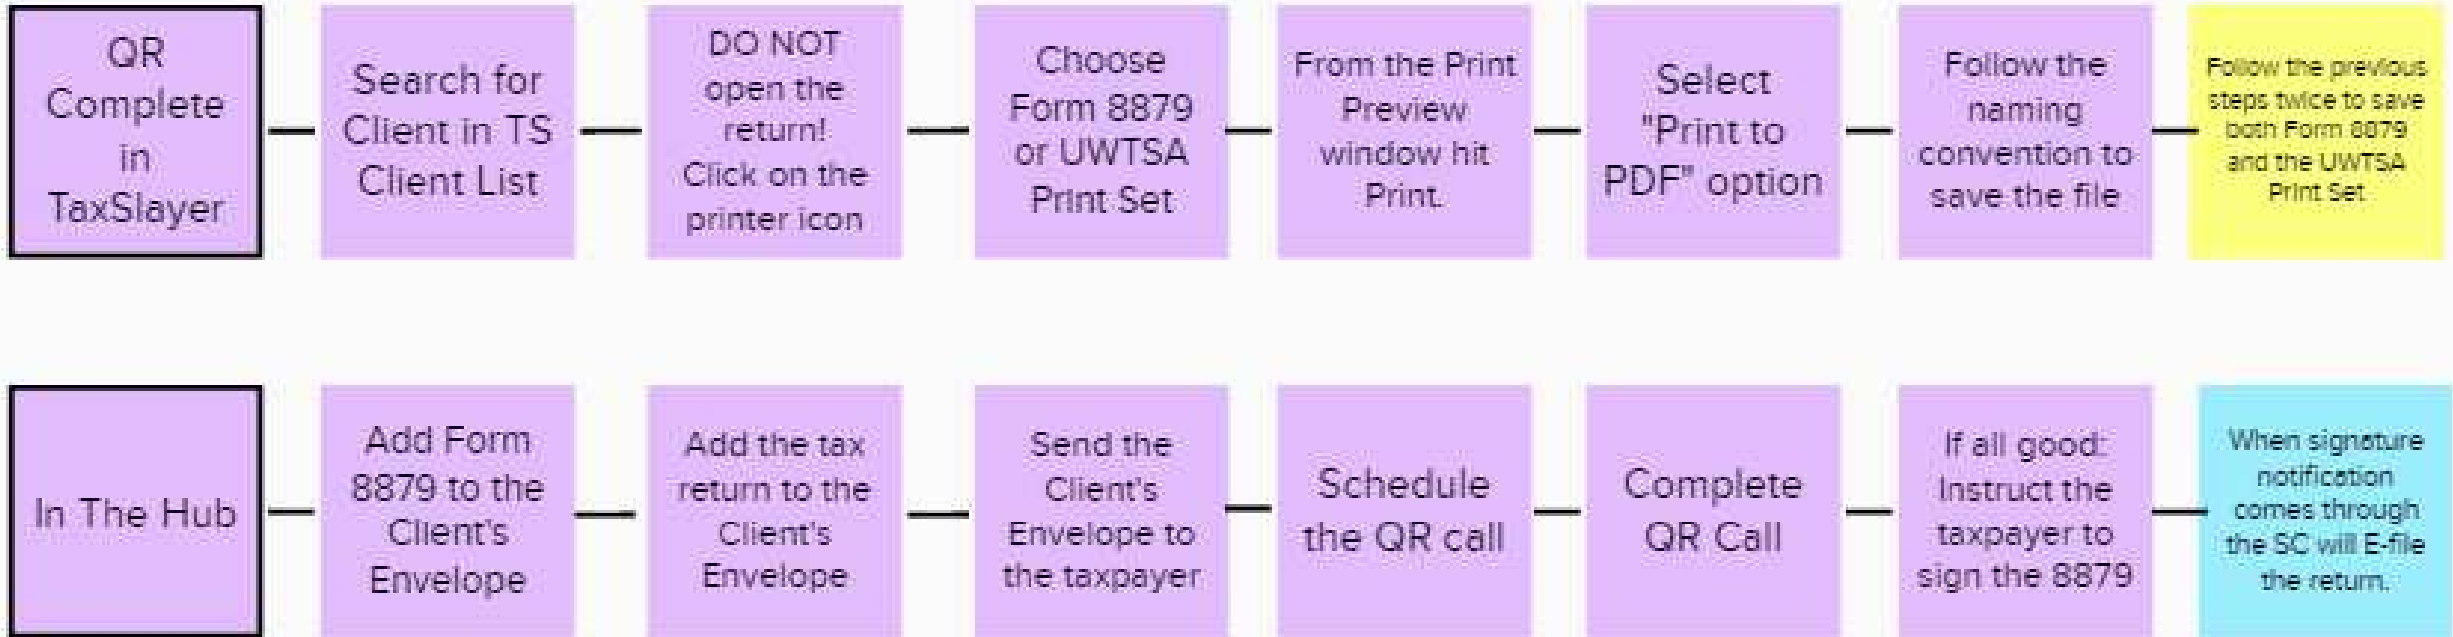 QR
Complete
in
TaxSlayer
Search for
Client in TS
Client List
DO NOT
open the
return!
Click on the
printer icon
Choose
Form 8879
or UWTSA
Print Set
From the Print
Preview
window hit
Print.
Select
"Print to
PDF" option
Follow the
naming
convention to
save the file
Follow the previous
steps twice to save
both Form 8879
and the UWTSA
Print Set
In The Hub
Add Form
8879 to the
Client's
Envelope
Add the tax
return to the
Client's
Envelope
Send the
Client's
Envelope to
the taxpayer
Schedule
the QR call
Complete
QR Call
If all good:
Instruct the
taxpayer to
sign the 8879
When signature
notification
comes through
the SC will E-file
the return.